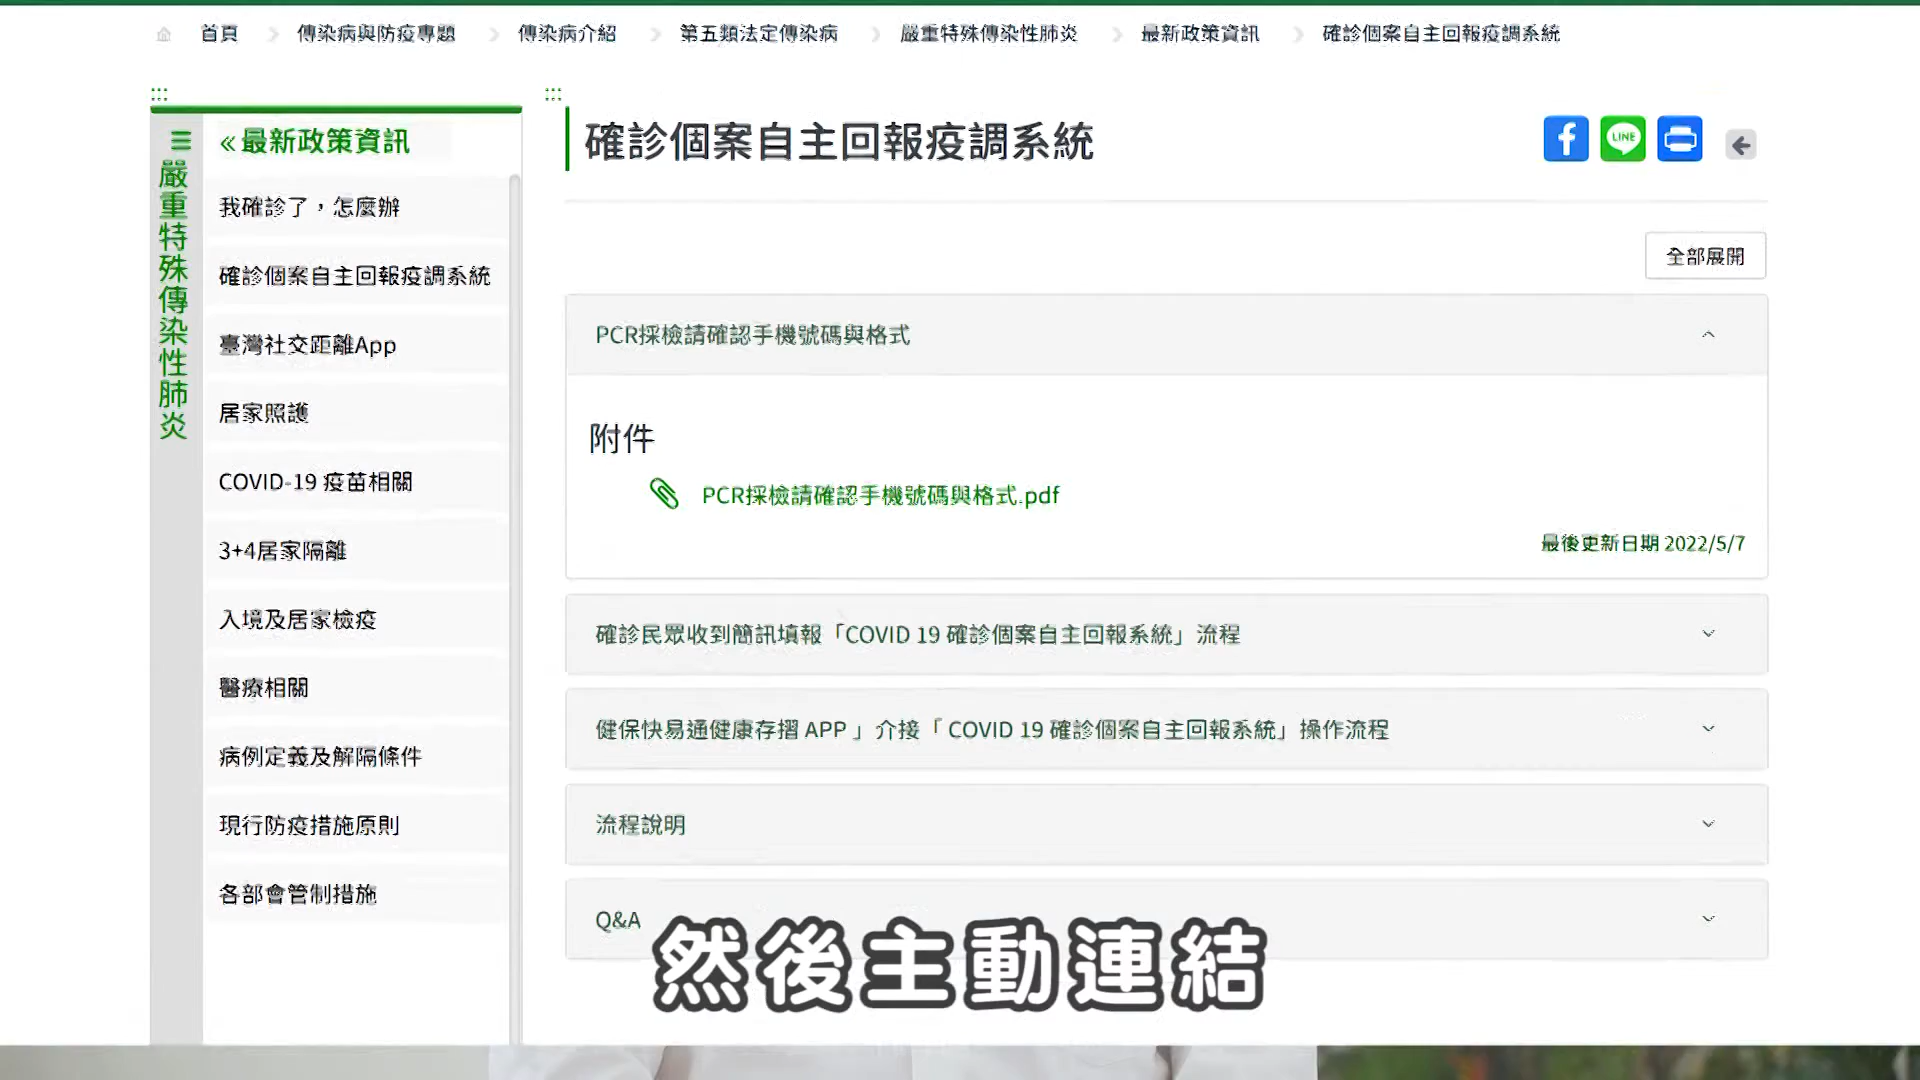 首頁 傳染病與防疫專題 傳染病介紹 第五類法定傳染病 嚴重特殊傳染性肺炎 最新政策資訊 確診個案自主回報疫調系統
嚴重特殊傳染性肺炎
«最新政策資訊
我確診了，怎麼辦
確診個案自主回報疫調系統
臺灣社交距離App
居家照護
COVID-19 疫苗相關
3+4居家隔離
入境及居家檢疫
醫療相關
病例定義及解隔條件
現行防疫措施原則
各部會管制措施
確診個案自主回報疫調系統
LINE
全部展開
PCR採檢請確認手機號碼與格式
附件
PCR採檢請確認手機號碼與格式.pdf
最後更新日期 2022/5/7
確診民眾收到簡訊填報「COVID 19 確診個案自主回報系統」流程
健保快易通健康存摺 APP 」介接「 COVID 19 確診個案自主回報系統」操作流程
流程說明
Q&A
然後主動連結